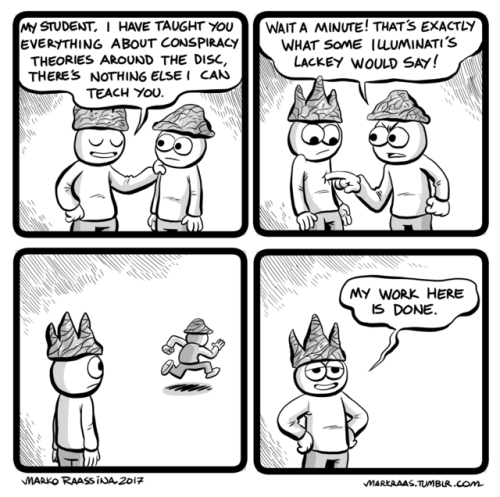 MY STUDENT, I HAVE TAUGHT YOU
EVERYTHING ABOUT CONSPIRACY
THEORIES AROUND THE DISC,
THERE'S NOTHING ELSE I CAN
TEACH YOU.
WAIT A MINUTE! THAT'S EXACTLY
WHAT SOME ILLUMINATI'S
LACKEY WOULD SAY!
MY WORK HERE
IS DONE.
MARKO RAASSINA 2017
MARKRAAS.TUMBLR.COM